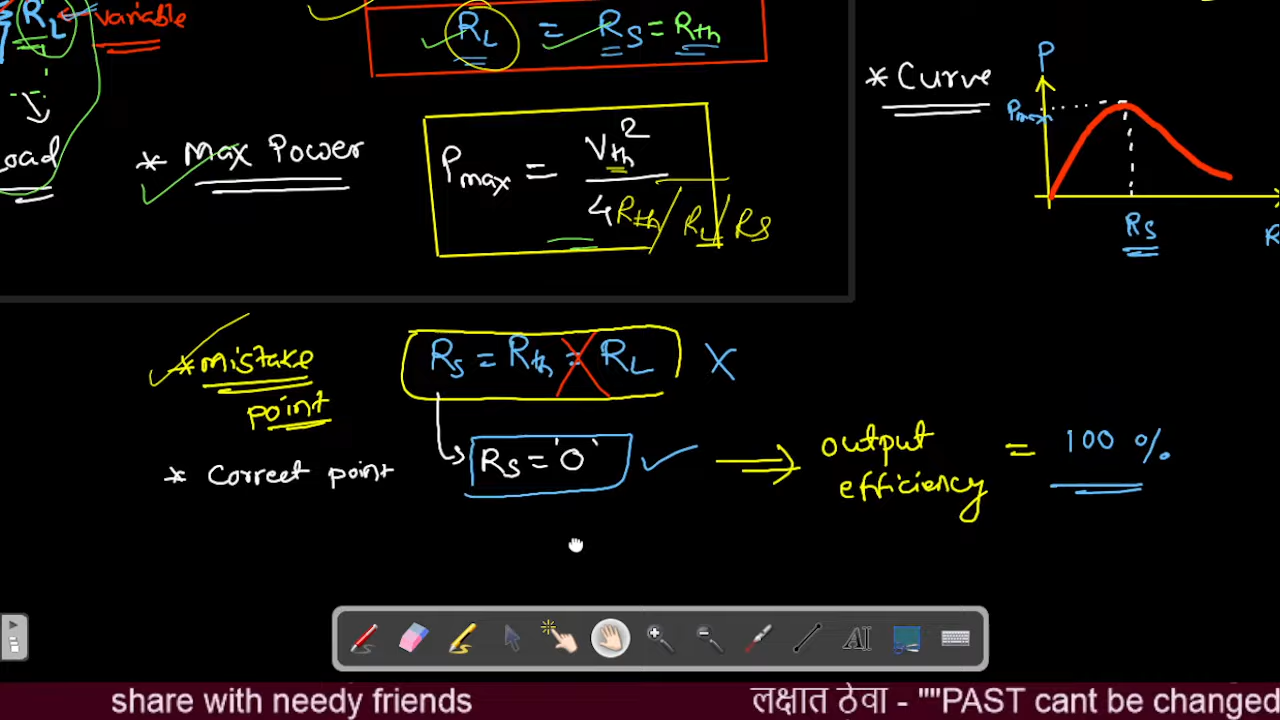 RL variable
RL = RS = Rth
* Curve
P
Pmax
RS
R
Load
* Max Power
Pmax = Vth² / 4Rth / RL / RS
* Mistake point
Rs = Rth = RL X
* Correct point
RS = '0'
output efficiency = 100 %.
share with needy friends
लक्षात ठेवा - ""PAST cant be changed